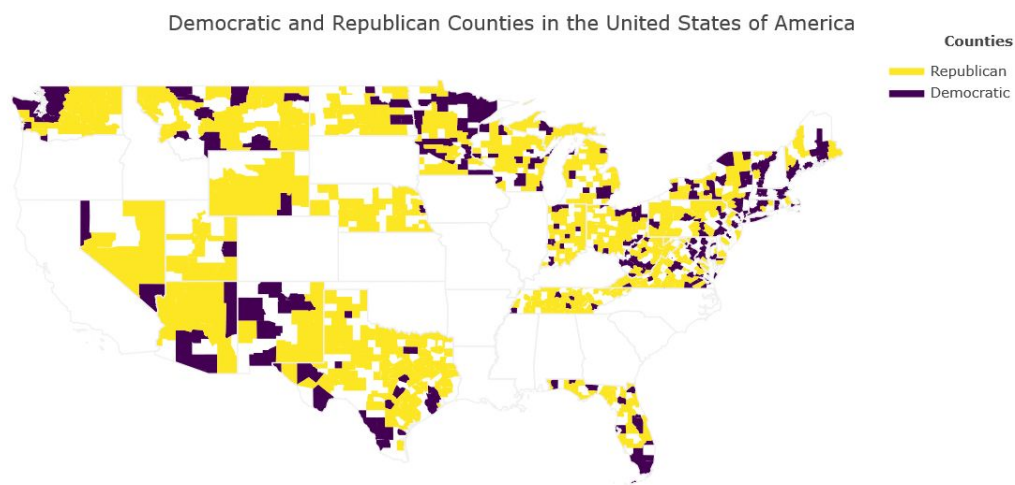 Democratic and Republican Counties in the United States of America
Counties
Republican
Democratic